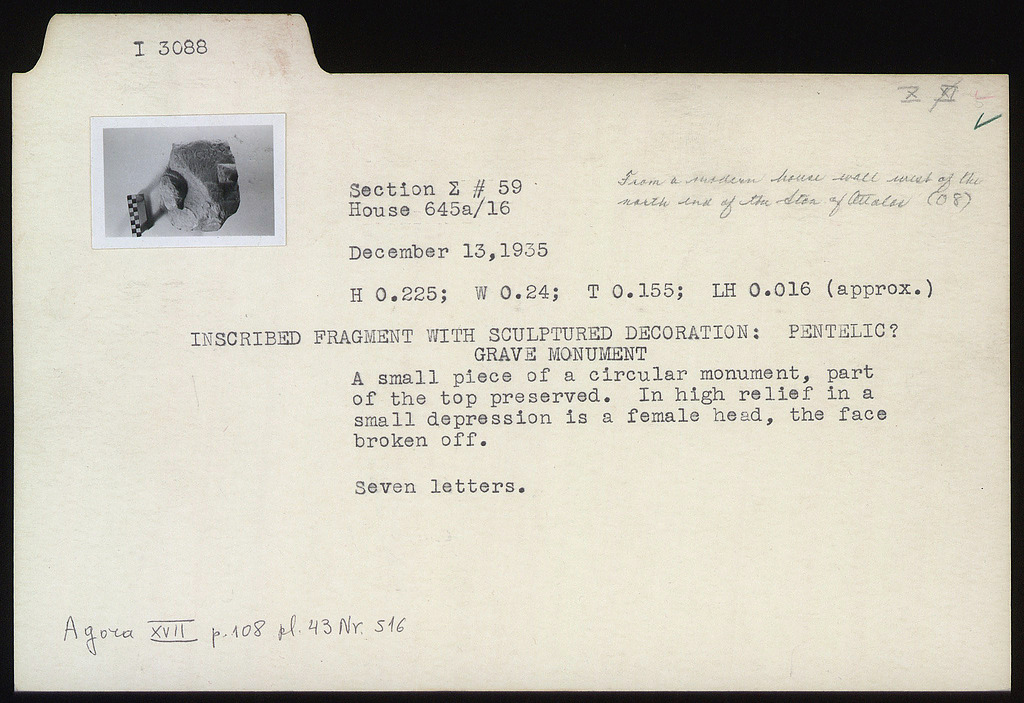 I 3088
X XI
Section Σ # 59
House 645a/16
From a modern house wall west of the
north end of the Stoa of Attalos (O8)
December 13,1935
H 0.225; W 0.24; T 0.155; LH 0.016 (approx.)
INSCRIBED FRAGMENT WITH SCULPTURED DECORATION: PENTELIC?
GRAVE MONUMENT
A small piece of a circular monument, part
of the top preserved. In high relief in a
small depression is a female head, the face
broken off.
Seven letters.
Agora XVII p.108 pl.43 Nr. 516